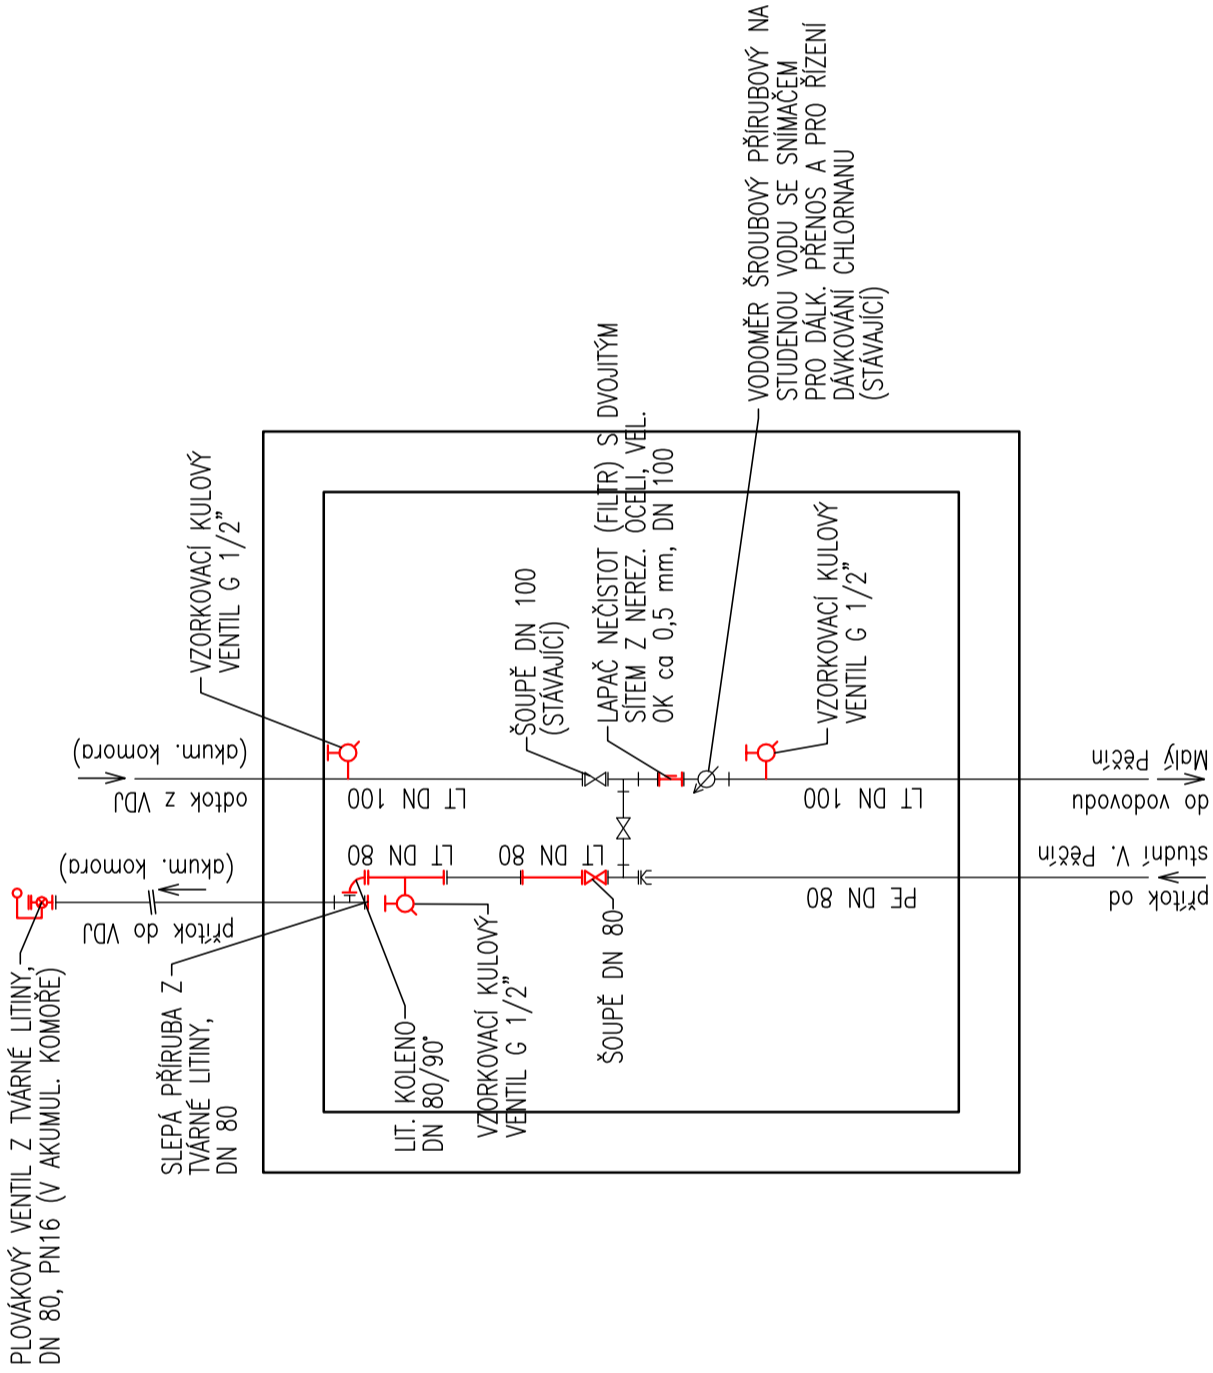 PLOVÁKOVÝ VENTIL Z TVÁRNÉ LITINY,
DN 80, PN16 (V AKUMUL. KOMOŘE)
SLEPÁ PŘÍRUBA Z
TVÁRNÉ LITINY,
DN 80
přítok do VDJ
(akum. komora)
odtok z VDJ
(akum. komora)
VZORKOVACÍ KULOVÝ
VENTIL G 1/2"
LIT. KOLENO
DN 80/90°
VZORKOVACÍ KULOVÝ
VENTIL G 1/2"
LT DN 80
LT DN 80
LT DN 100
ŠOUPĚ DN 100
(STÁVAJÍCÍ)
ŠOUPĚ DN 80
LAPAČ NEČISTOT (FILTR) S DVOJITÝM
SÍTEM Z NEREZ. OCELI, VEL.
OK ca 0,5 mm, DN 100
VODOMĚR ŠROUBOVÝ PŘÍRUBOVÝ NA
STUDENOU VODU SE SNÍMAČEM
PRO DÁLK. PŘENOS A PRO ŘÍZENÍ
DÁVKOVÁNÍ CHLORNANU
(STÁVAJÍCÍ)
VZORKOVACÍ KULOVÝ
VENTIL G 1/2"
PE DN 80
LT DN 100
přítok od
studní V. Pěčín
do vodovodu
Malý Pěčín